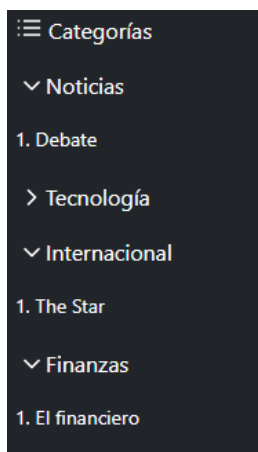 Categorías
Noticias
1. Debate
Tecnología
Internacional
1. The Star
Finanzas
1. El financiero